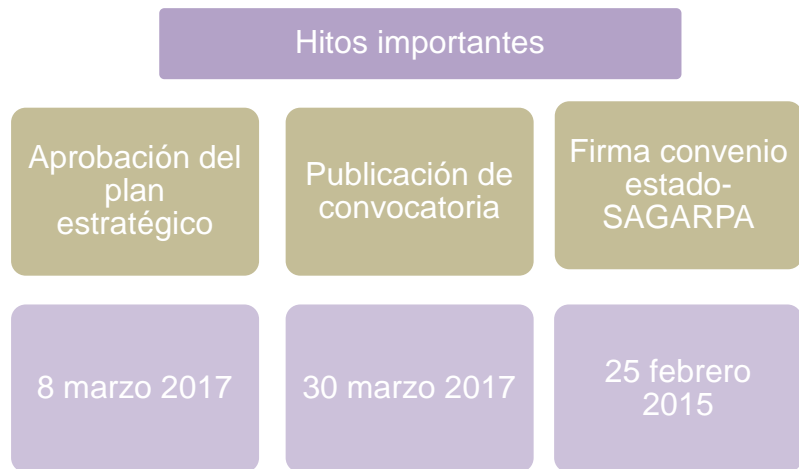 Hitos importantes
Aprobación del
plan
estratégico
Publicación de
convocatoria
Firma convenio
estado-
SAGARPA
8 marzo 2017
30 marzo 2017
25 febrero
2015